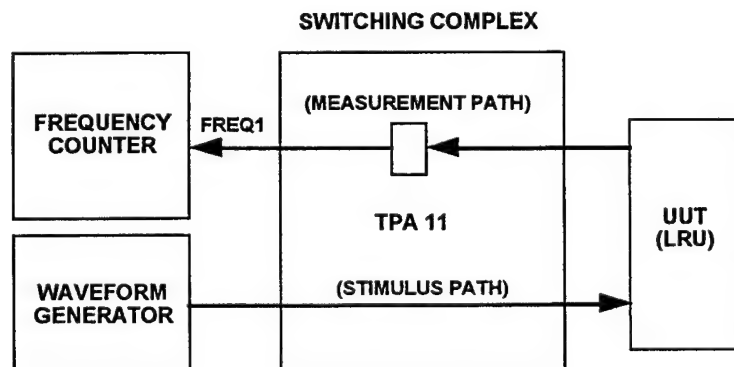 SWITCHING COMPLEX
FREQUENCY
COUNTER
FREQ1
(MEASUREMENT PATH)
TPA 11
UUT
(LRU)
WAVEFORM
GENERATOR
(STIMULUS PATH)